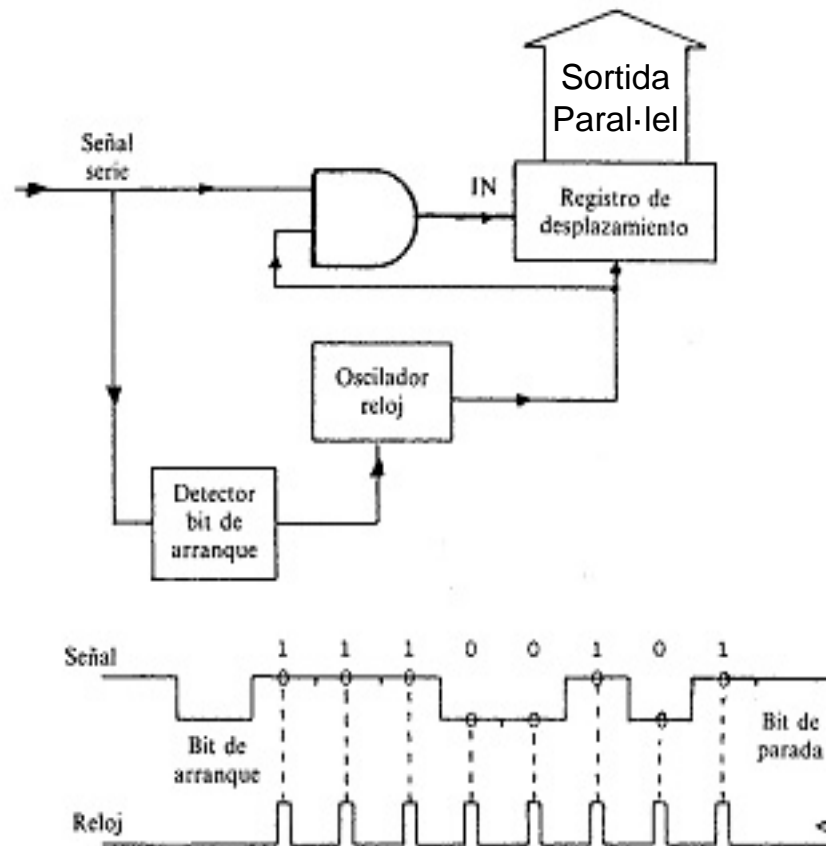 Sortida
Paral·lel
Señal
serie
IN
Registro de
desplazamiento
Oscilador
reloj
Detector
bit de
arranque
1 1 1 0 0 1 0 1
Señal
Bit de
arranque
Bit de
parada
Reloj